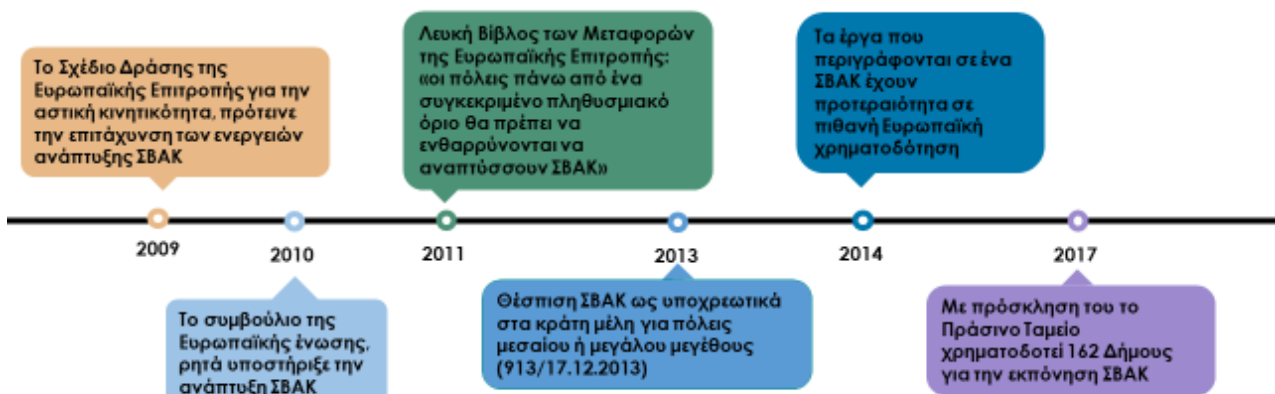 Το Σχέδιο Δράσης της
Ευρωπαϊκής Επιτροπής για την
αστική κινητικότητα, πρότεινε
την επιτάχυνση των ενεργειών
ανάπτυξης ΣΒΑΚ
Λευκή Βίβλος των Μεταφορών
της Ευρωπαϊκής Επιτροπής:
«οι πόλεις πάνω από ένα
συγκεκριμένο πληθυσμιακό
όριο θα πρέπει να
ενθαρρύνονται να
αναπτύσσουν ΣΒΑΚ»
Τα έργα που
περιγράφονται σε ένα
ΣΒΑΚ έχουν
προτεραιότητα σε
πιθανή Ευρωπαϊκή
χρηματοδότηση
2009
2010
2011
2013
2014
2017
Το συμβούλιο της
Ευρωπαϊκής ένωσης,
ρητά υποστήριξε την
ανάπτυξη ΣΒΑΚ
Θέσπιση ΣΒΑΚ ως υποχρεωτικά
στα κράτη μέλη για πόλεις
μεσαίου ή μεγάλου μεγέθους
(913/17.12.2013)
Με πρόσκληση του το
Πράσινο Ταμείο
χρηματοδοτεί 162 Δήμους
για την εκπόνηση ΣΒΑΚ